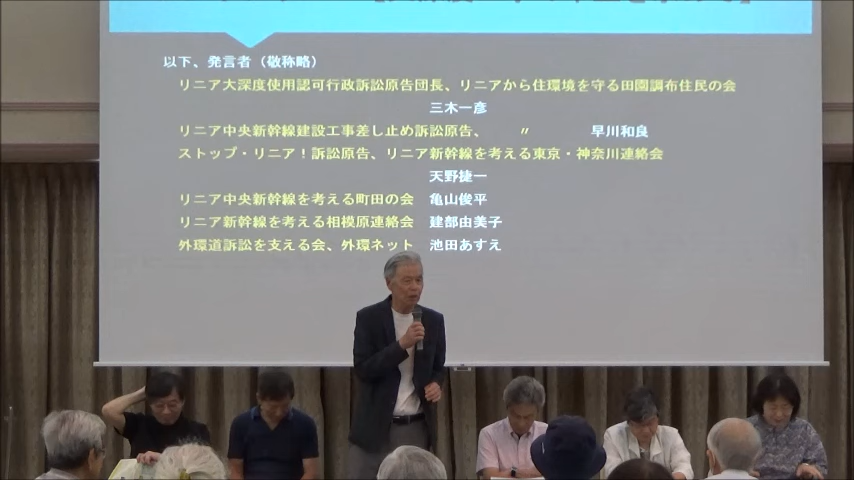 以下、発言者（敬称略）
リニア大深度使用認可行政訴訟原告団長、リニアから住環境を守る田園調布住民の会
三木一彦
リニア中央新幹線建設工事差し止め訴訟原告、 〃 早川和良
ストップ・リニア！訴訟原告、リニア新幹線を考える東京・神奈川連絡会
天野捷一
リニア中央新幹線を考える町田の会 亀山俊平
リニア新幹線を考える相模原連絡会 建部由美子
外環道訴訟を支える会、外環ネット 池田あすえ